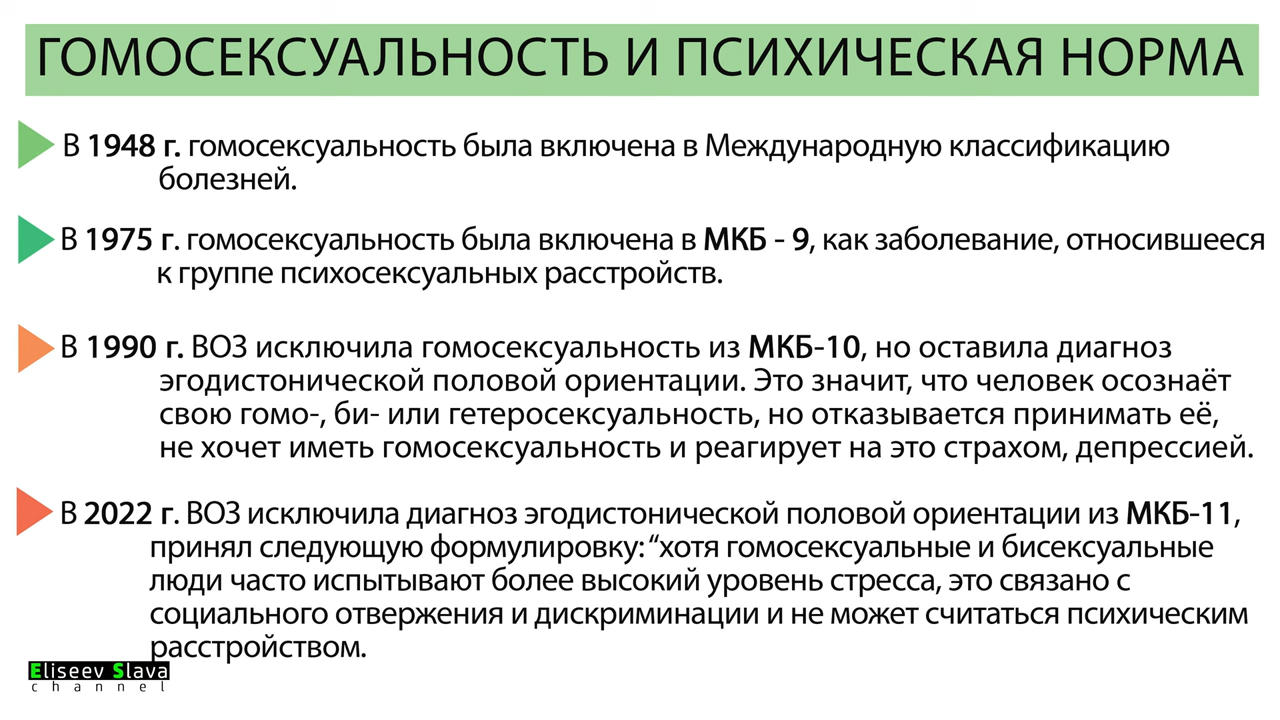 ГОМОСЕКСУАЛЬНОСТЬ И ПСИХИЧЕСКАЯ НОРМА
В 1948 г. гомосексуальность была включена в Международную классификацию
болезней.
В 1975 г. гомосексуальность была включена в МКБ - 9, как заболевание, относившееся
к группе психосексуальных расстройств.
В 1990 г. ВОЗ исключила гомосексуальность из МКБ-10, но оставила диагноз
эгодистонической половой ориентации. Это значит, что человек осознаёт
свою гомо-, би- или гетеросексуальность, но отказывается принимать её,
не хочет иметь гомосексуальность и реагирует на это страхом, депрессией.
В 2022 г. ВОЗ исключила диагноз эгодистонической половой ориентации из МКБ-11,
принял следующую формулировку: “хотя гомосексуальные и бисексуальные
люди часто испытывают более высокий уровень стресса, это связано с
социального отвержения и дискриминации и не может считаться психическим
расстройством.
Eliseev Slava
channel